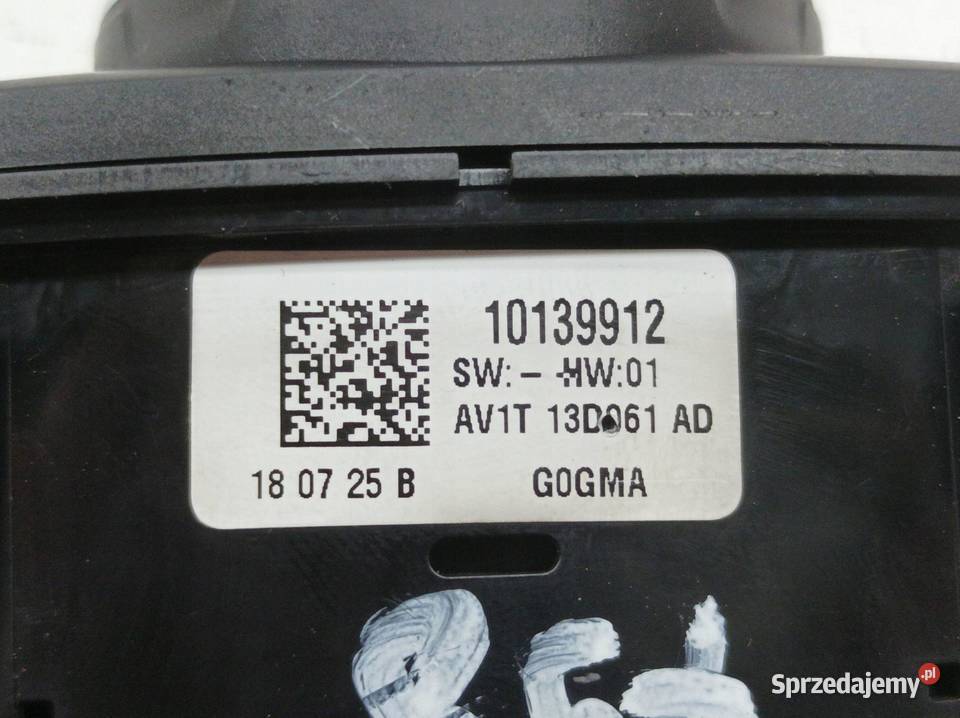 10139912
SW: – HW:01
AV1T 13D061 AD
18 07 25 B
G0GMA
Sprzedajemy.pl